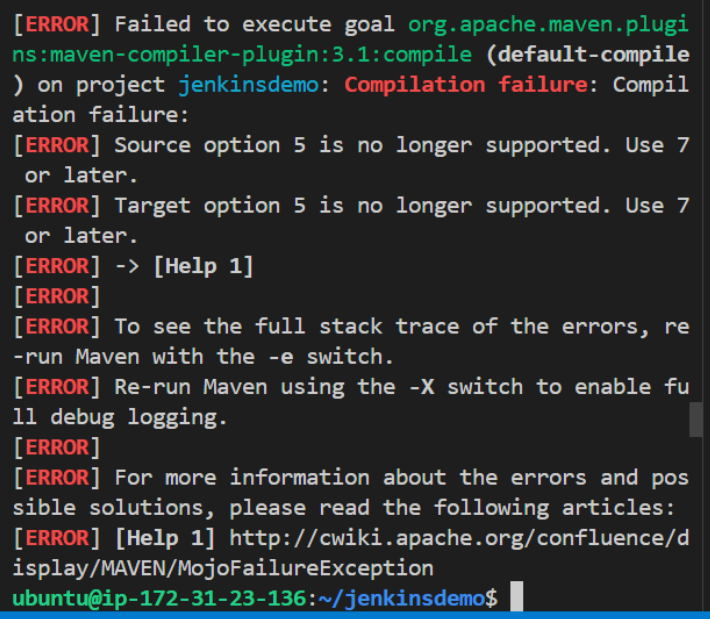 [ERROR] Failed to execute goal org.apache.maven.plugi
ns:maven-compiler-plugin:3.1:compile (default-compile
) on project jenkinsdemo: Compilation failure: Compil
ation failure:
[ERROR] Source option 5 is no longer supported. Use 7
 or later.
[ERROR] Target option 5 is no longer supported. Use 7
 or later.
[ERROR] -> [Help 1]
[ERROR]
[ERROR] To see the full stack trace of the errors, re
-run Maven with the -e switch.
[ERROR] Re-run Maven using the -X switch to enable fu
ll debug logging.
[ERROR]
[ERROR] For more information about the errors and pos
sible solutions, please read the following articles:
[ERROR] [Help 1] http://cwiki.apache.org/confluence/d
isplay/MAVEN/MojoFailureException
ubuntu@ip-172-31-23-136:~/jenkinsdemo$